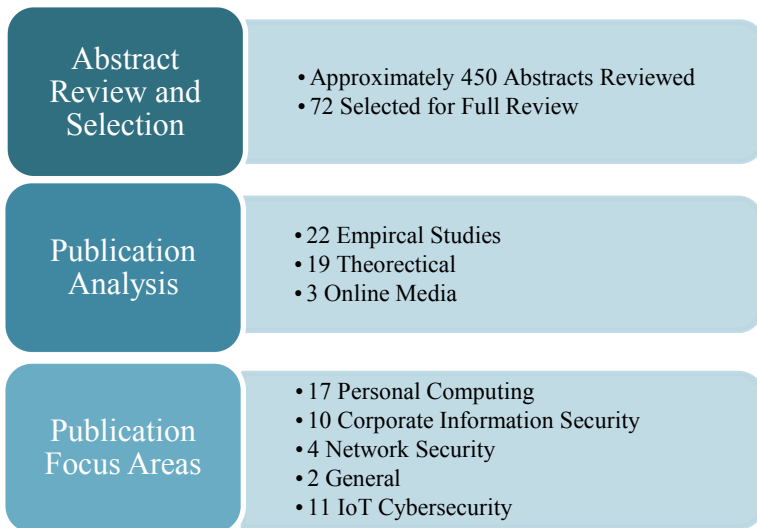 Abstract
Review and
Selection
• Approximately 450 Abstracts Reviewed
• 72 Selected for Full Review
Publication
Analysis
• 22 Empircal Studies
• 19 Theorectical
• 3 Online Media
Publication
Focus Areas
• 17 Personal Computing
• 10 Corporate Information Security
• 4 Network Security
• 2 General
• 11 IoT Cybersecurity